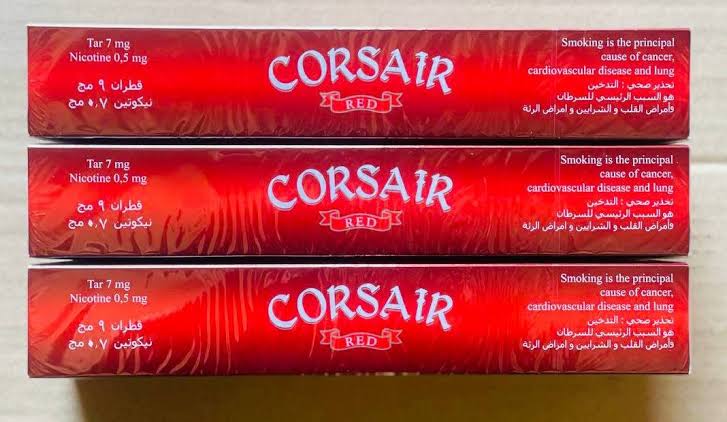 Tar 7 mg
Nicotine 0,5 mg
قطران ٩ مج
نيكوتين ٠,٧ مج
CORSAIR
RED
Smoking is the principal
cause of cancer,
cardiovascular disease and lung
تحذير صحي : التدخين
هو السبب الرئيسي للسرطان
وأمراض القلب و الشرايين و امراض الرئة
Tar 7 mg
Nicotine 0,5 mg
قطران ٩ مج
نيكوتين ٠,٧ مج
CORSAIR
RED
Smoking is the principal
cause of cancer,
cardiovascular disease and lung
تحذير صحي : التدخين
هو السبب الرئيسي للسرطان
وأمراض القلب و الشرايين و امراض الرئة
Tar 7 mg
Nicotine 0,5 mg
قطران ٩ مج
نيكوتين ٠,٧ مج
CORSAIR
RED
Smoking is the principal
cause of cancer,
cardiovascular disease and lung
تحذير صحي : التدخين
هو السبب الرئيسي للسرطان
وأمراض القلب و الشرايين و امراض الرئة